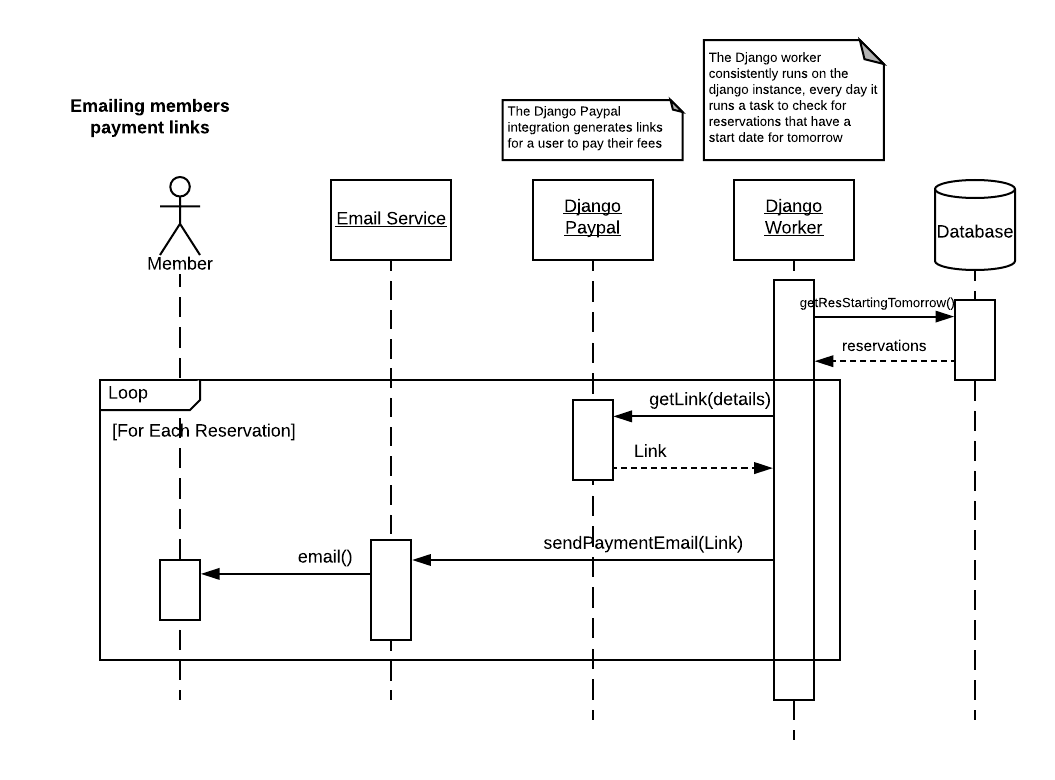 The Django worker
consistently runs on the
django instance, every day it
runs a task to check for
reservations that have a
start date for tomorrow
Emailing members
payment links
The Django Paypal
integration generates links
for a user to pay their fees
Member
Email Service
Django
Paypal
Django
Worker
Database
getResStartingTomorrow()
reservations
Loop
[For Each Reservation]
getLink(details)
Link
sendPaymentEmail(Link)
email()